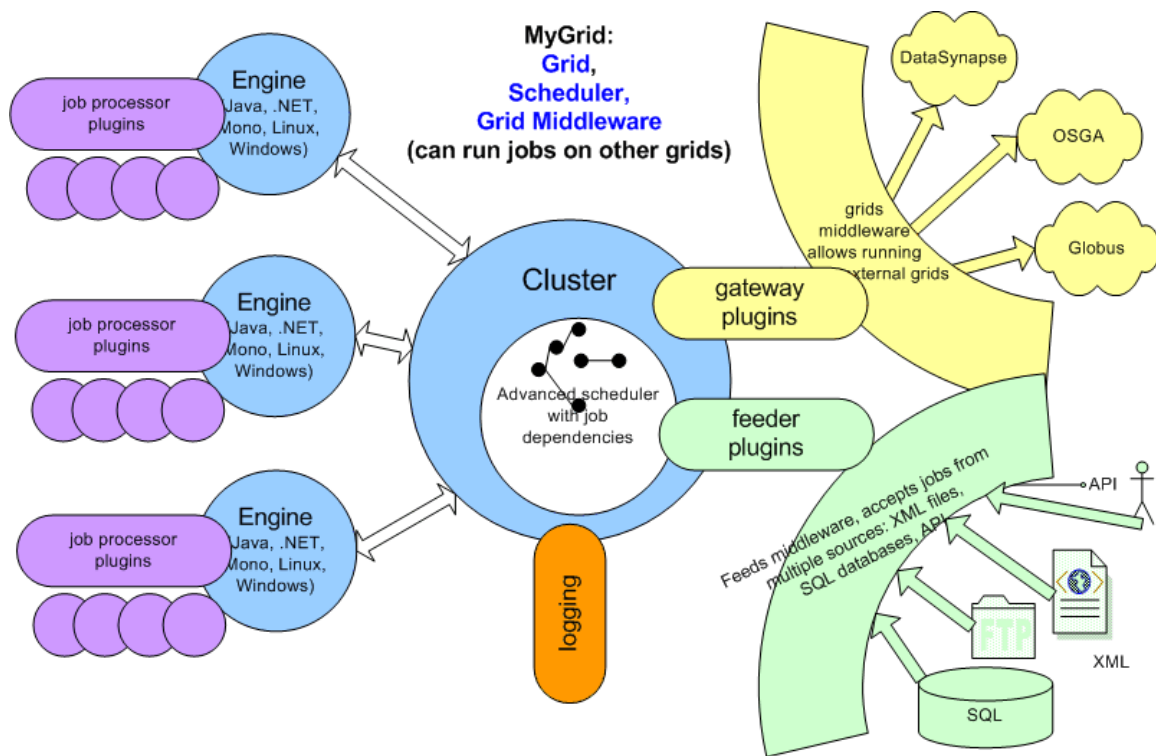 MyGrid:
Grid,
Scheduler,
Grid Middleware
(can run jobs on other grids)
Engine
(Java, .NET,
Mono, Linux,
Windows)
job processor
plugins
Engine
(Java, .NET,
Mono, Linux,
Windows)
job processor
plugins
Engine
(Java, .NET,
Mono, Linux,
Windows)
job processor
plugins
Cluster
Advanced scheduler
with job
dependencies
logging
gateway
plugins
feeder
plugins
grids
middleware
allows running
external grids
DataSynapse
OSGA
Globus
Feeds middleware, accepts jobs from
multiple sources: XML files,
SQL databases, API
API
FTP
XML
SQL